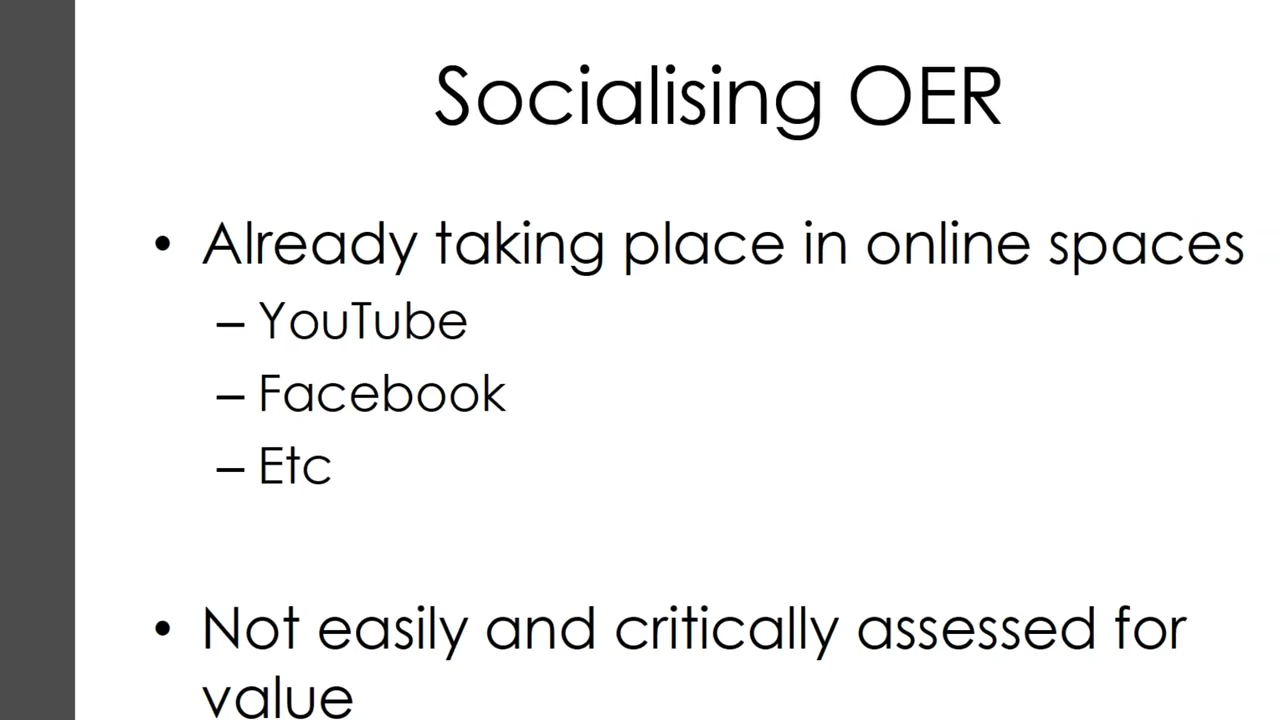 Socialising OER
• Already taking place in online spaces
– YouTube
– Facebook
– Etc
• Not easily and critically assessed for
value